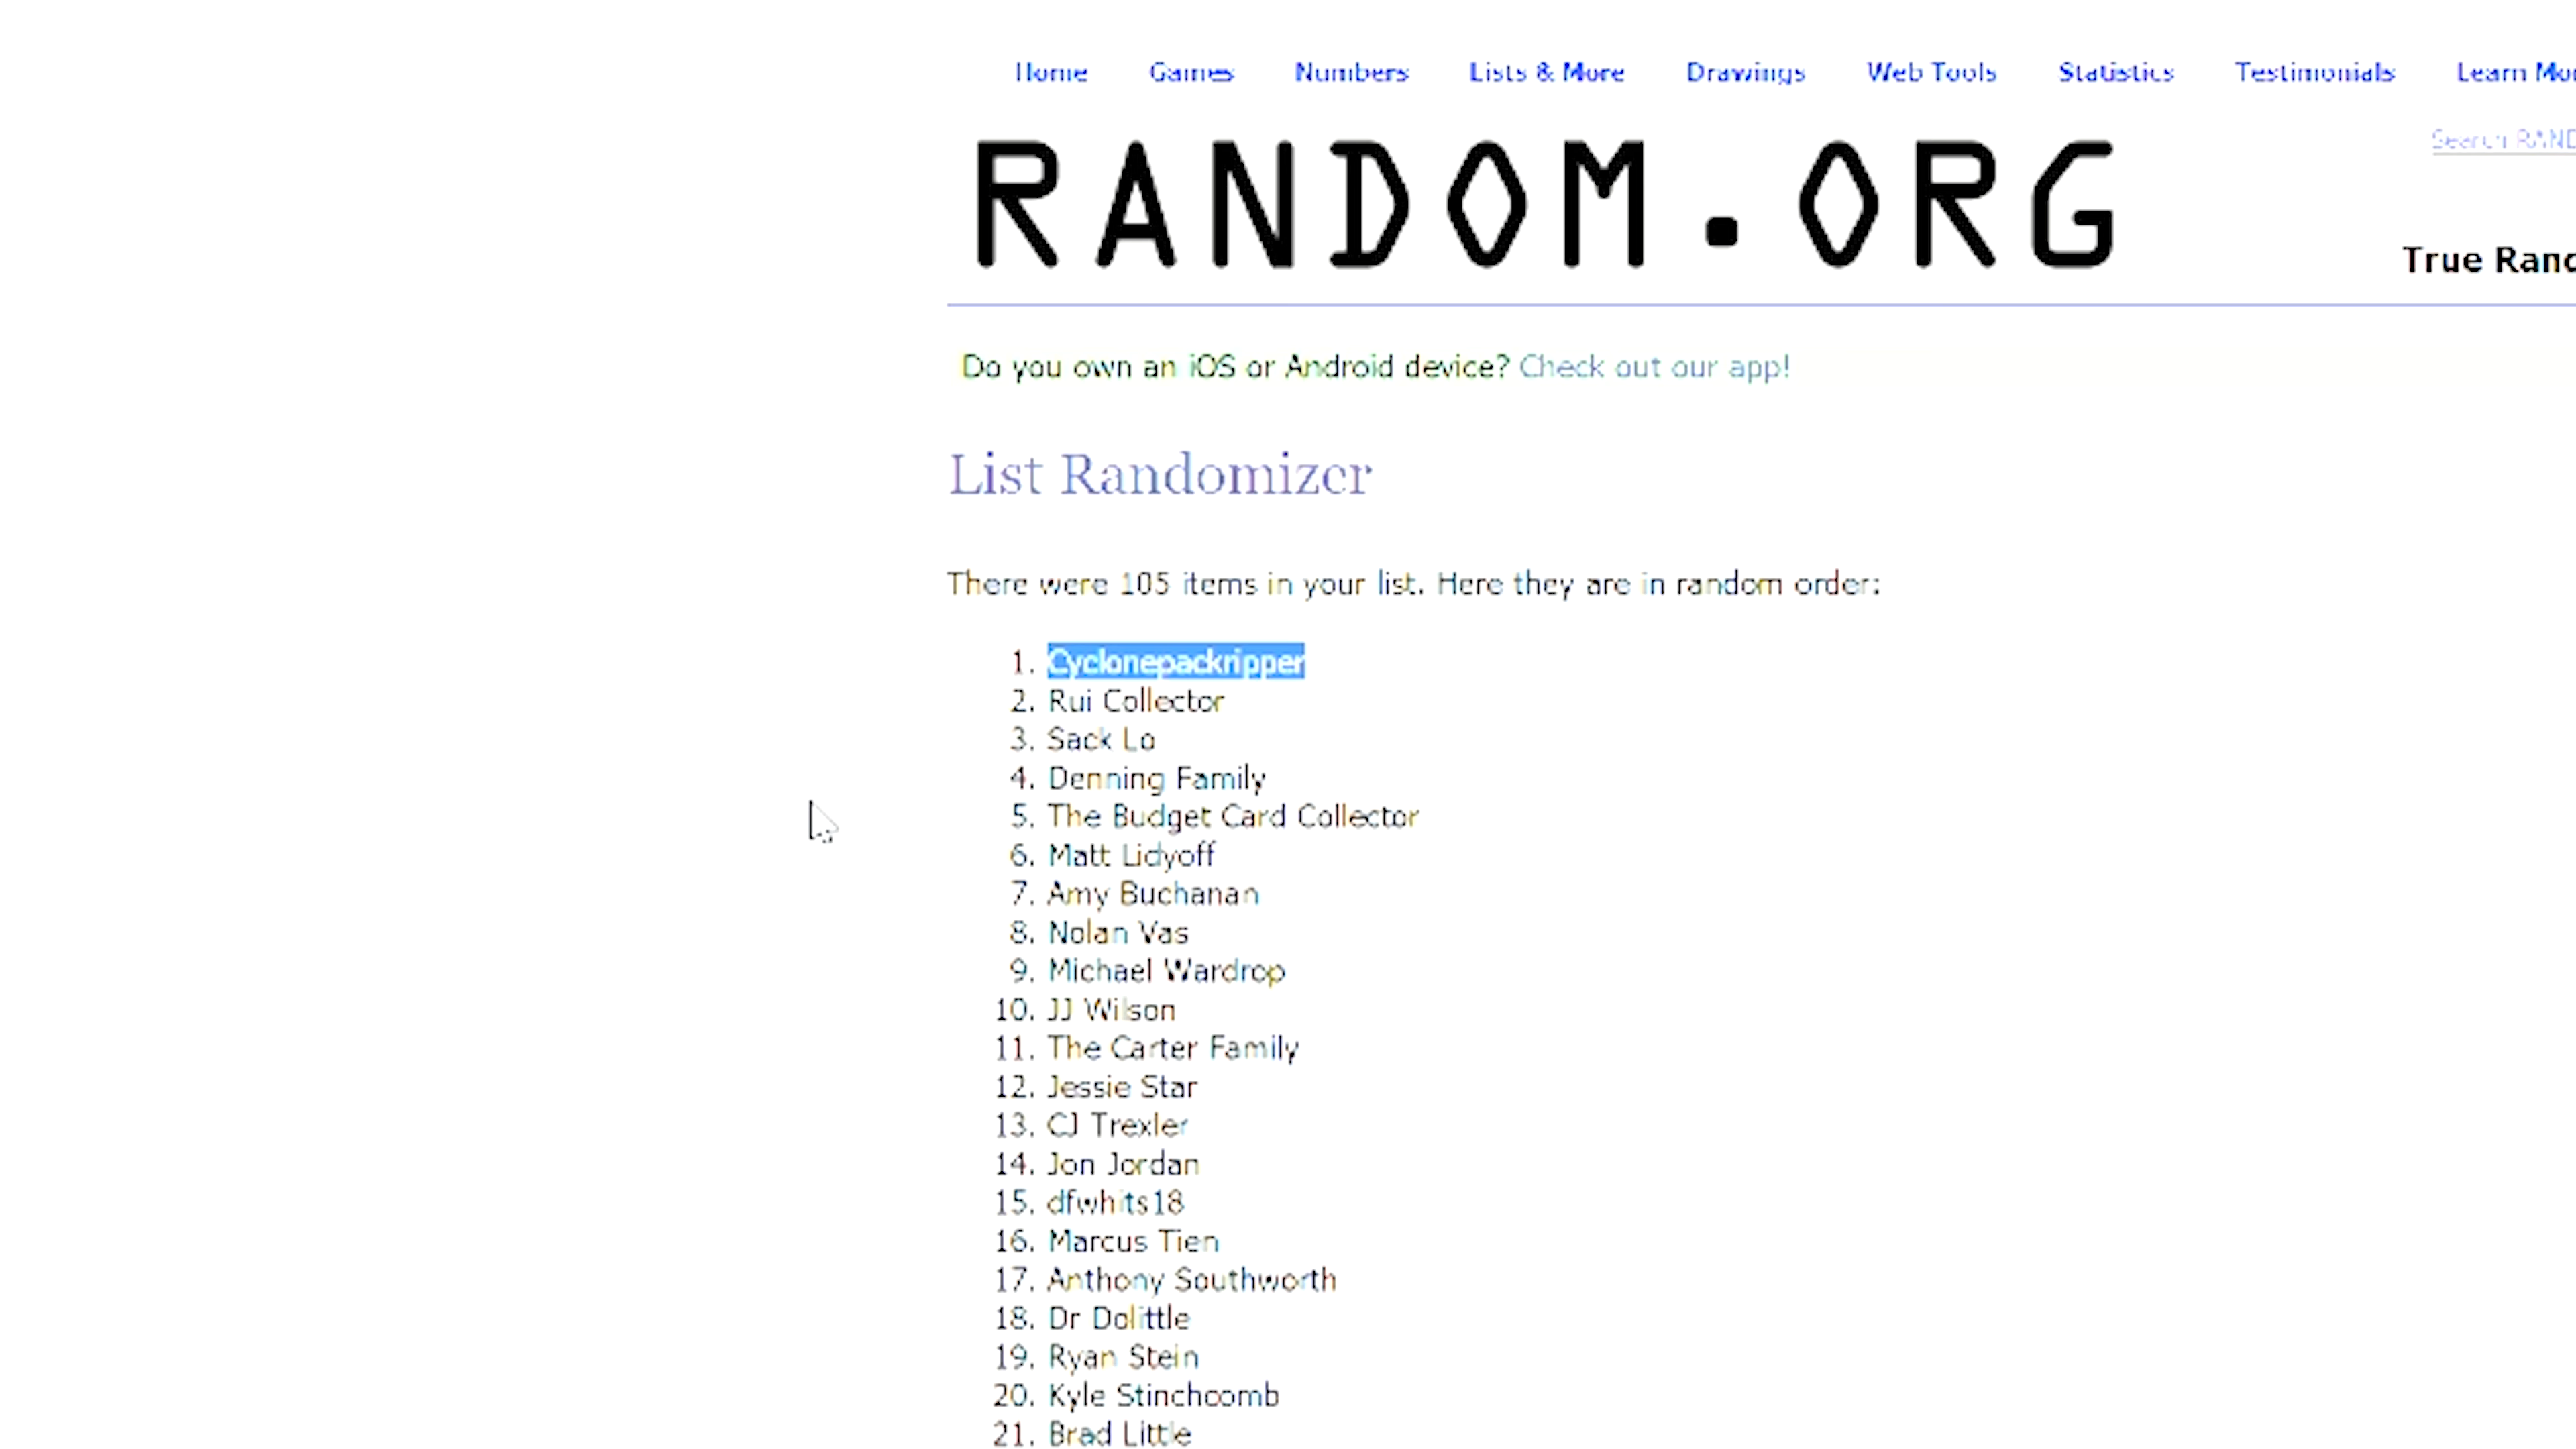 Home Games Numbers Lists & More Drawings Web Tools Statistics Testimonials Learn
RANDOM.ORG
Search
True
Do you own an iOS or Android device? Check out our app!
List Randomizer
There were 105 items in your list. Here they are in random order:
1. Cyclonepackripper
2. Rui Collector
3. Sack Lo
4. Denning Family
5. The Budget Card Collector
6. Matt Lidyoff
7. Amy Buchanan
8. Nolan Vas
9. Michael Wardrop
10. JJ Wilson
11. The Carter Family
12. Jessie Star
13. CJ Trexler
14. Jon Jordan
15. dfwhits18
16. Marcus Tien
17. Anthony Southworth
18. Dr Dolittle
19. Ryan Stein
20. Kyle Stinchcomb
21. Brad Little